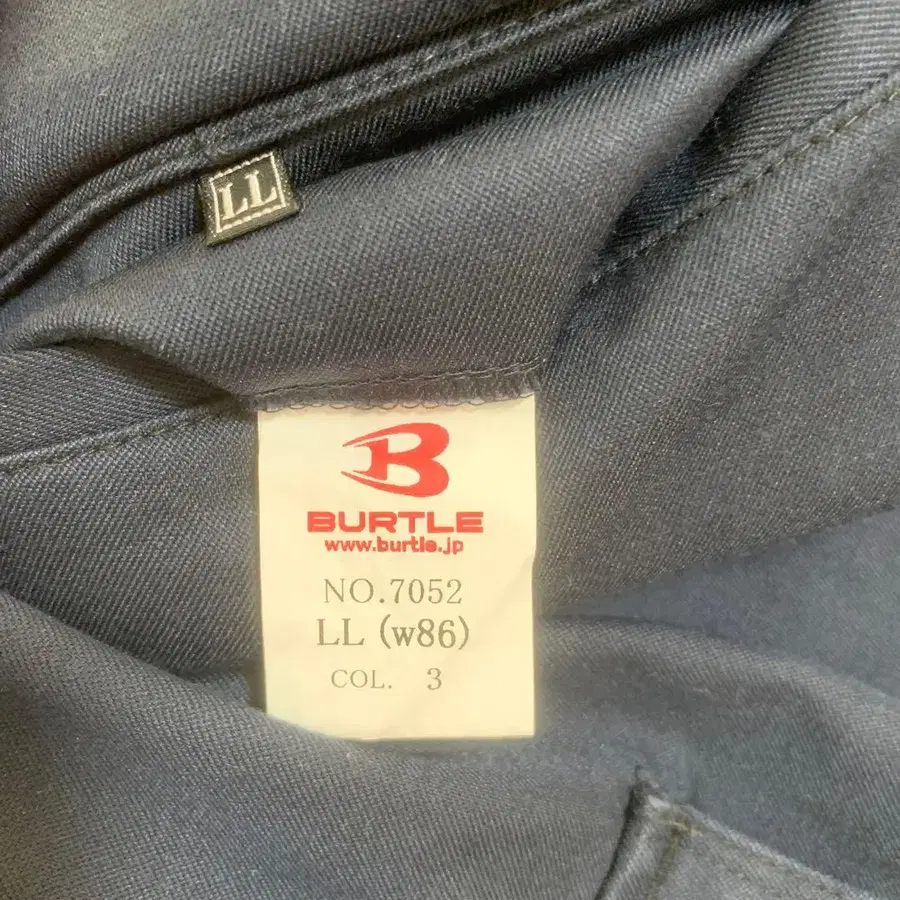 LL
BURTLE
www.burtle.jp
NO.7052
LL (w86)
COL. 3